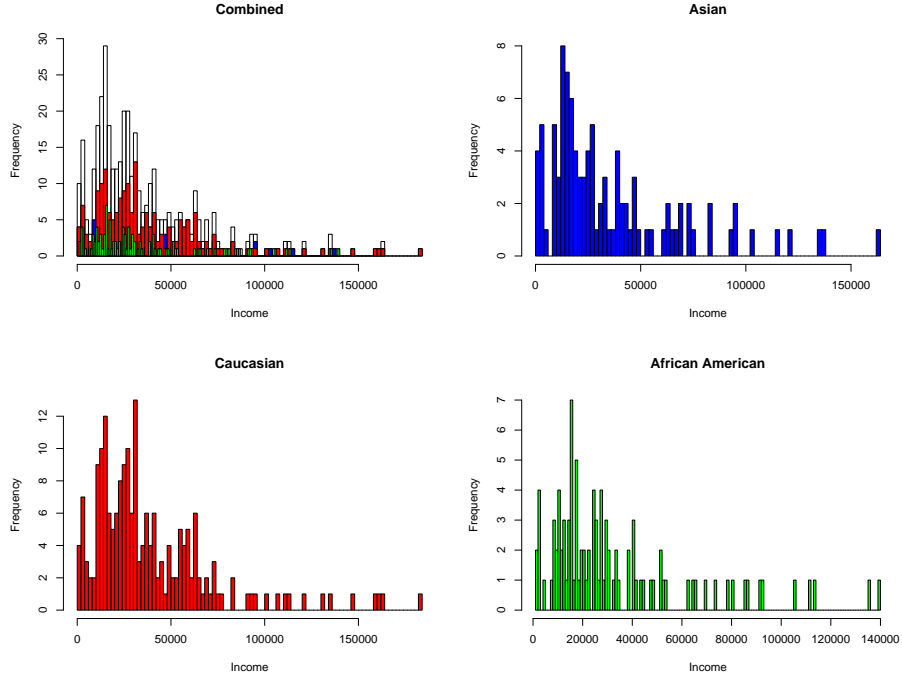 Combined
Frequency
30
25
20
15
10
5
0
0 50000 100000 150000
Income
Asian
Frequency
8
6
4
2
0
0 50000 100000 150000
Income
Caucasian
Frequency
12
10
8
6
4
2
0
0 50000 100000 150000
Income
African American
Frequency
7
6
5
4
3
2
1
0
0 20000 40000 60000 80000 100000 120000 140000
Income